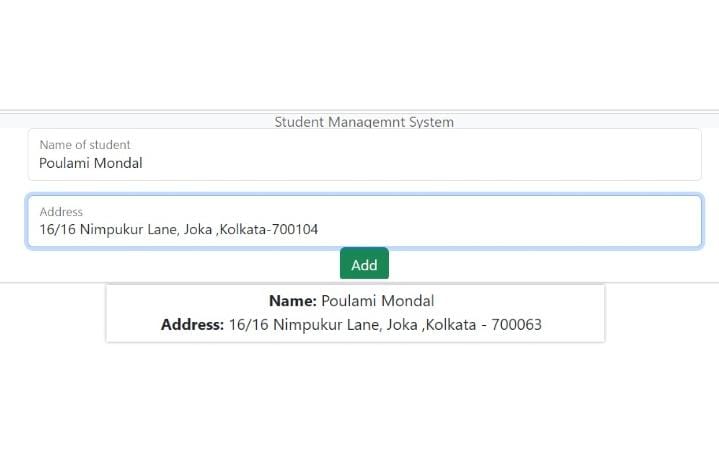 Student Managemnt System
Name of student
Poulami Mondal
Address
16/16 Nimpukur Lane, Joka ,Kolkata-700104
Add
Name: Poulami Mondal
Address: 16/16 Nimpukur Lane, Joka ,Kolkata - 700063